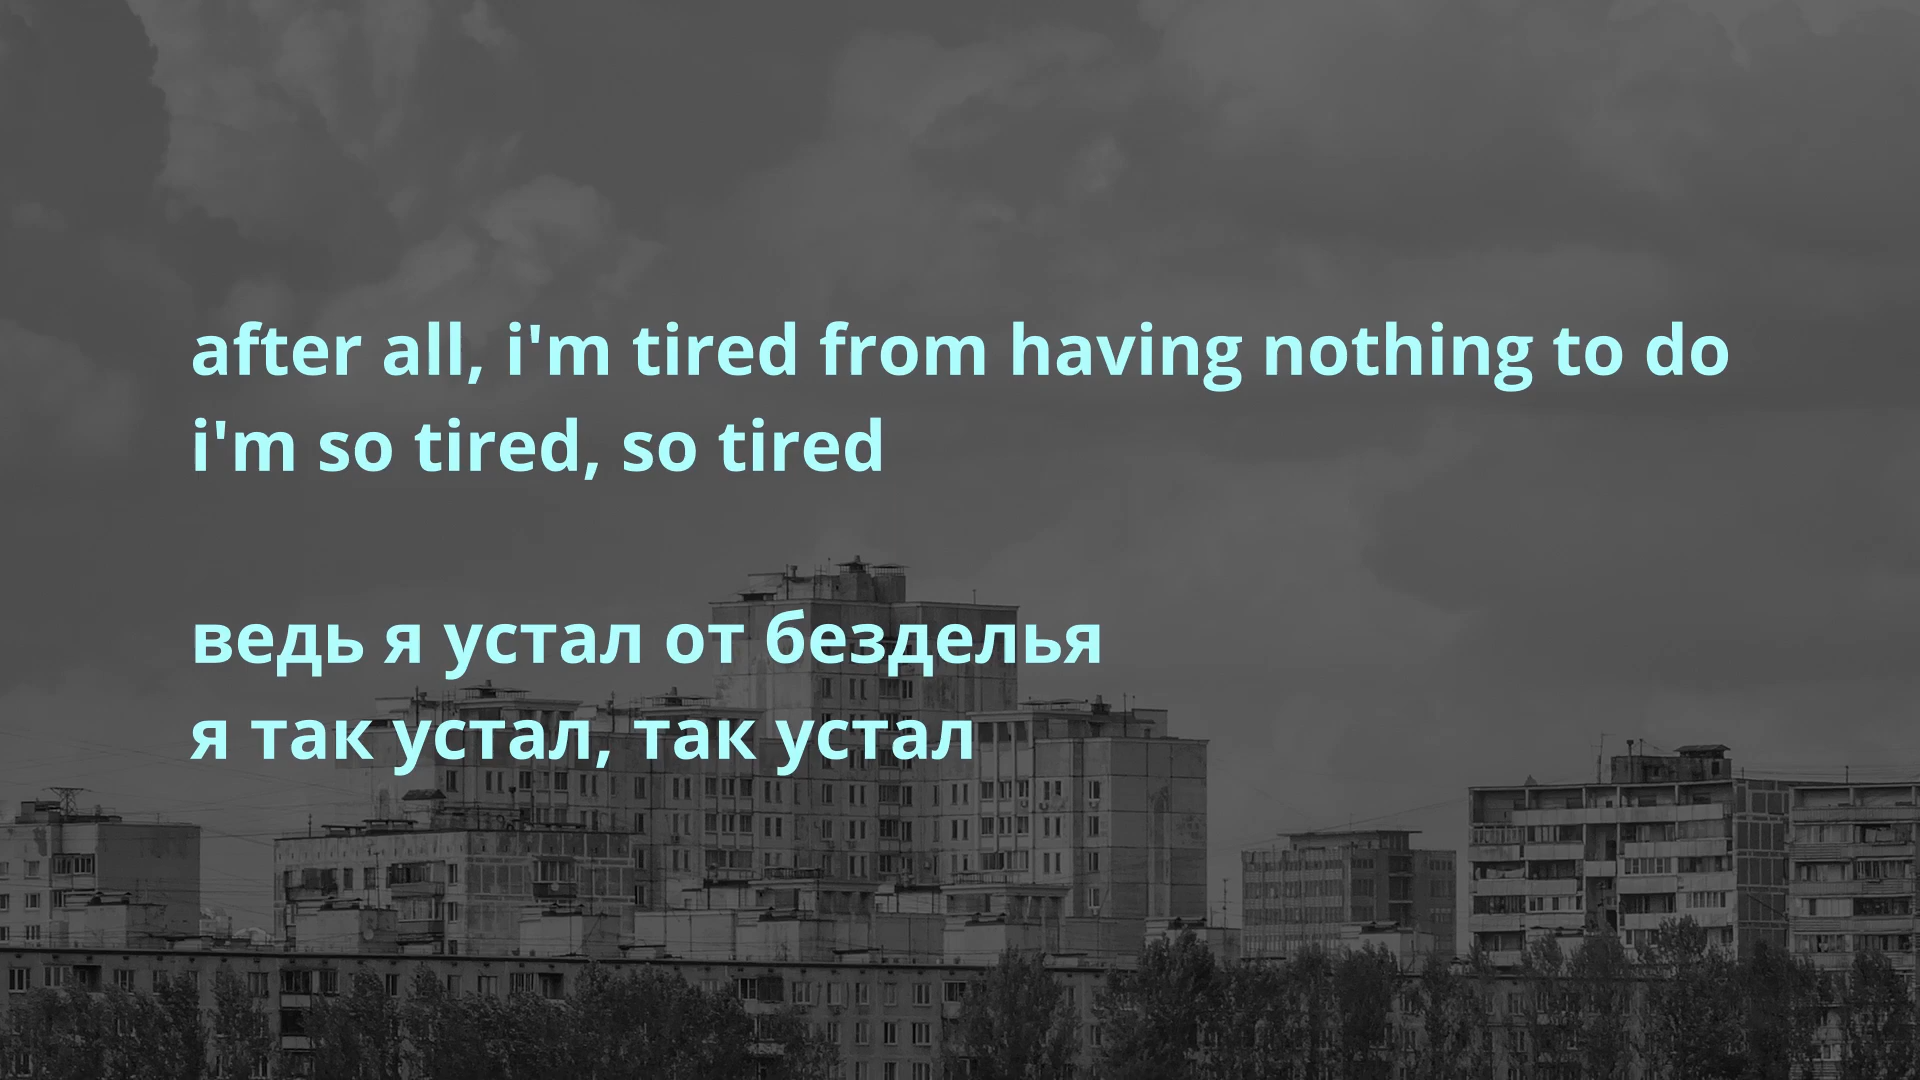 after all, i'm tired from having nothing to do
i'm so tired, so tired
ведь я устал от безделья
я так устал, так устал